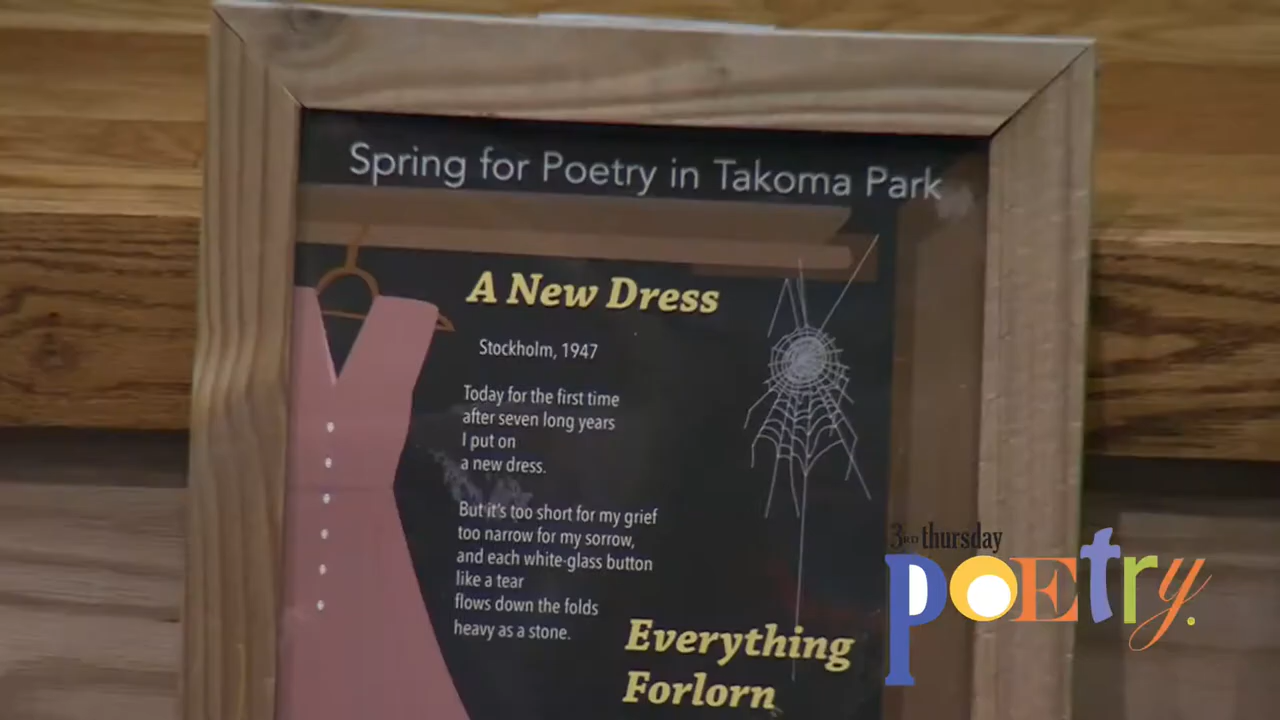 Spring for Poetry in Takoma Park
A New Dress
Stockholm, 1947
Today for the first time
after seven long years
I put on
a new dress.
But it's too short for my grief
too narrow for my sorrow,
and each white-glass button
like a tear
flows down the folds
heavy as a stone.
Everything
Forlorn
3RD thursday
poetry.